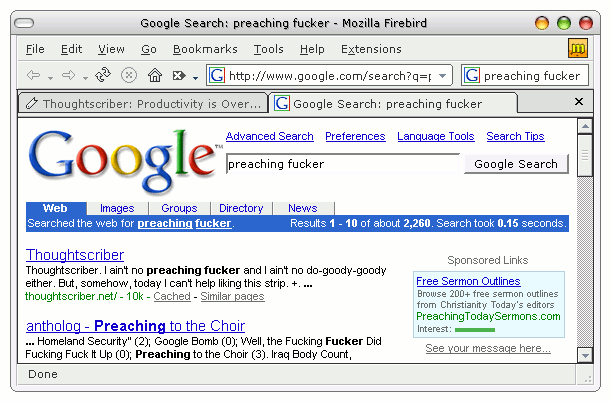 Google Search: preaching fucker - Mozilla Firebird
File Edit View Go Bookmarks Tools Help Extensions
http://www.google.com/search?q=p preaching fucker
Thoughtscriber: Productivity is Over... Google Search: preaching fucker
Advanced Search Preferences Language Tools Search Tips
Google™ preaching fucker Google Search
Web Images Groups Directory News
Searched the web for preaching fucker. Results 1 - 10 of about 2,260. Search took 0.15 seconds.
Thoughtscriber
Thoughtscriber. I ain't no preaching fucker and I ain't no do-goody-goody
either. But, somehow, today I can't help liking this strip. +. ...
thoughtscriber.net/ - 10k - Cached - Similar pages
antholog - Preaching to the Choir
... Homeland Security" (2); Google Bomb (0); Well, the Fucking Fucker Did
Fucking Fuck It Up (0); Preaching to the Choir (3). Iraq Body Count,
Sponsored Links
Free Sermon Outlines
Browse 200+ free sermon outlines
from Christianity Today's editors
PreachingTodaySermons.com
Interest:
See your message here...
Done